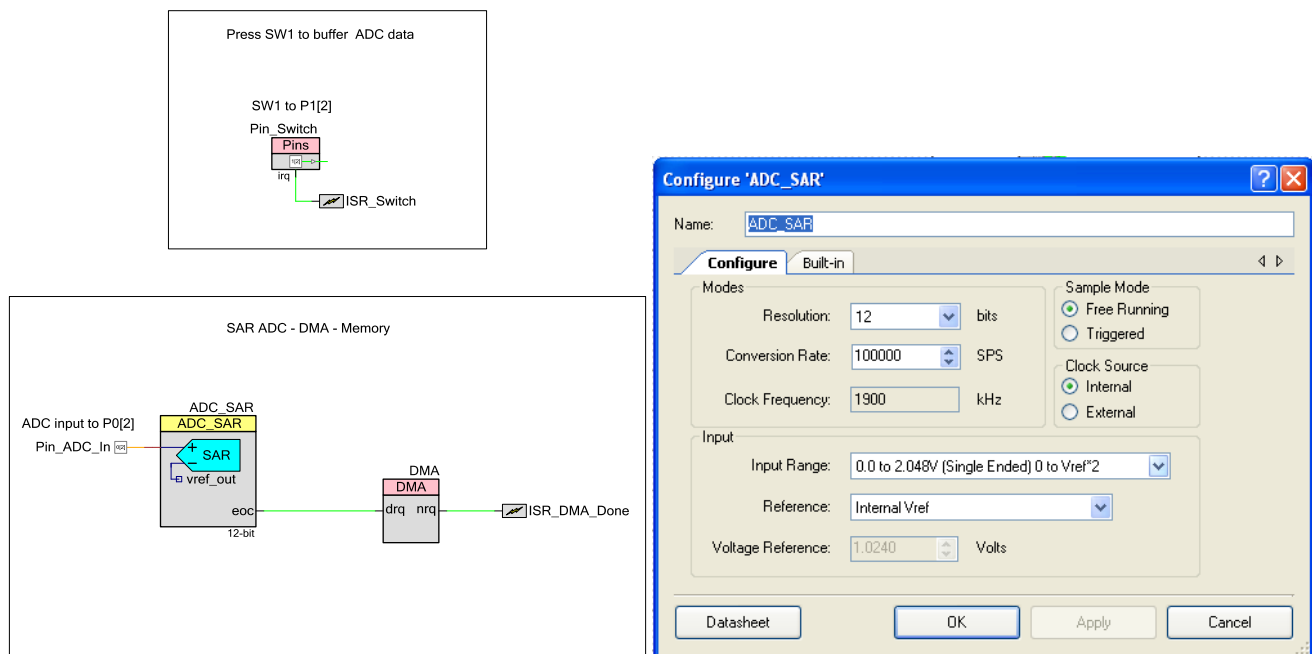 Press SW1 to buffer ADC data
SW1 to P1[2]
Pin_Switch
Pins
irq
ISR_Switch
SAR ADC - DMA - Memory
ADC_SAR
ADC input to P0[2]
ADC_SAR
Pin_ADC_In
SAR
vref_out
eoc
12-bit
DMA
DMA
drq nrq
ISR_DMA_Done
Configure 'ADC_SAR'
Name: ADC_SAR
Configure Built-in
Modes
Resolution: 12 bits
Conversion Rate: 100000 SPS
Clock Frequency: 1900 kHz
Sample Mode
Free Running
Triggered
Clock Source
Internal
External
Input
Input Range: 0.0 to 2.048V (Single Ended) 0 to Vref*2
Reference: Internal Vref
Voltage Reference: 1.0240 Volts
Datasheet OK Apply Cancel